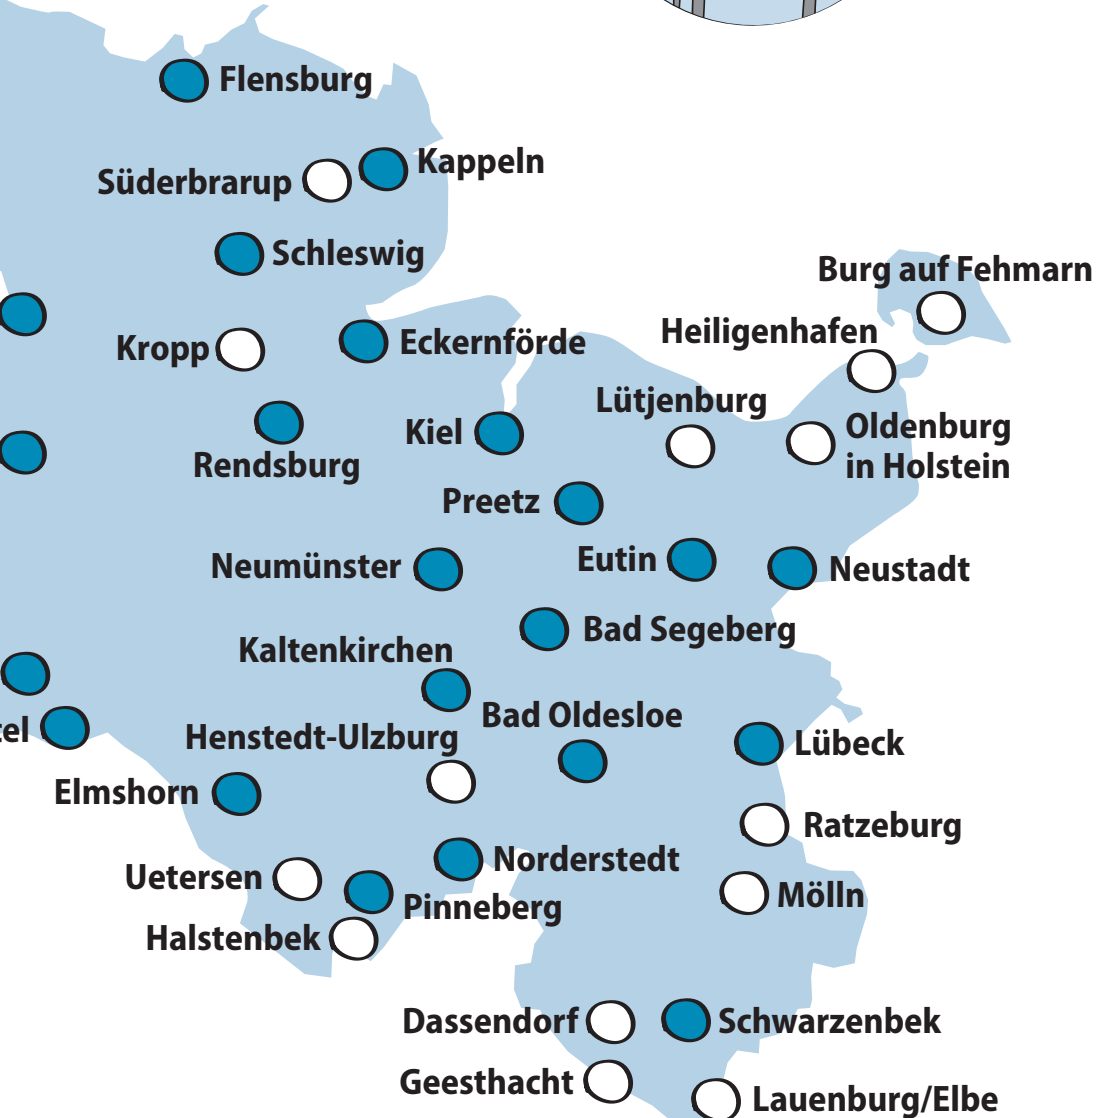 Flensburg
Kappeln
Süderbrarup
Schleswig
Burg auf Fehmarn
Heiligenhafen
Kropp
Eckernförde
Lütjenburg
Kiel
Oldenburg
in Holstein
Rendsburg
Preetz
Neumünster
Eutin
Neustadt
Bad Segeberg
Kaltenkirchen
Bad Oldesloe
tel
Henstedt-Ulzburg
Lübeck
Elmshorn
Ratzeburg
Norderstedt
Uetersen
Mölln
Pinneberg
Halstenbek
Dassendorf
Schwarzenbek
Geesthacht
Lauenburg/Elbe